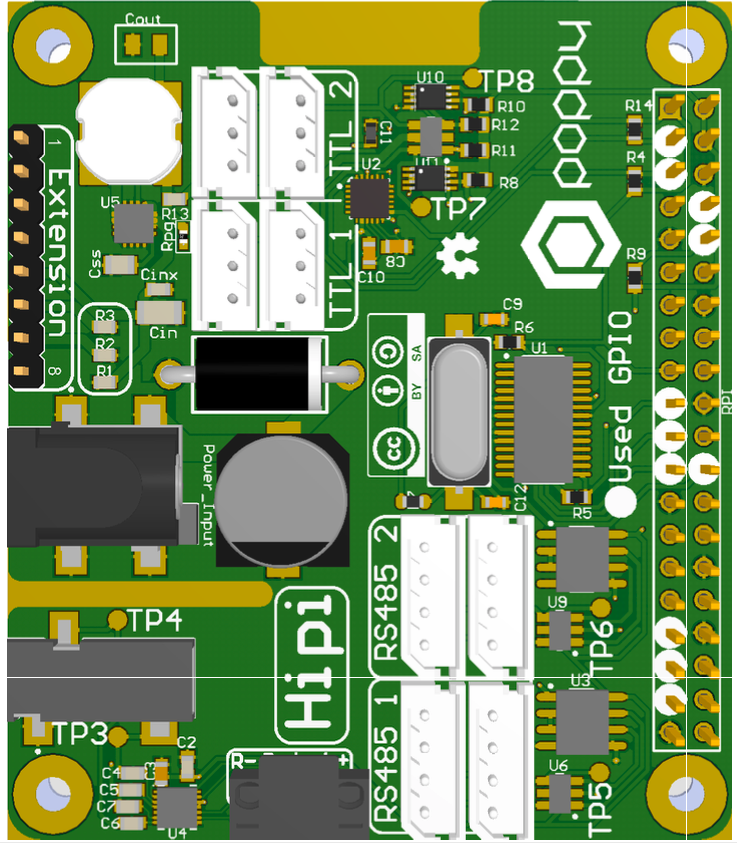 Cout
TTL 2
C11
U10
TP8
R10
R12
R11
R8
U2
TP7
poppy
R14
R4
R9
1
Extension
8
U5
R13
Rpg
Css
Cinx
Cin
R3
R2
R1
TTL 1
C10
C8
BY SA
cc
C9
R6
U1
Used GPIO
RPI
Power_Input
C12
R5
RS485 2
U9
TP6
Hipi
TP4
TP3
RS485 1
U3
U6
TP5
C2
C3
C4
C5
C7
C6
U4
R-
+